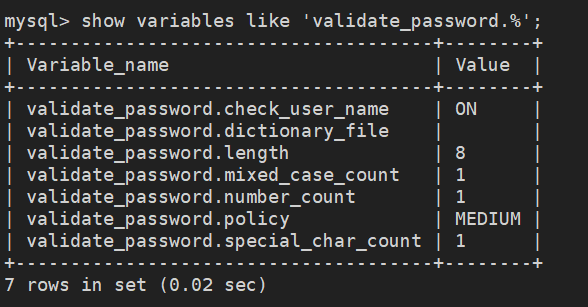 mysql> show variables like 'validate_password.%';
+--------------------------------------+--------+
| Variable_name                        | Value  |
+--------------------------------------+--------+
| validate_password.check_user_name    | ON     |
| validate_password.dictionary_file    |        |
| validate_password.length             | 8      |
| validate_password.mixed_case_count   | 1      |
| validate_password.number_count       | 1      |
| validate_password.policy             | MEDIUM |
| validate_password.special_char_count | 1      |
+--------------------------------------+--------+
7 rows in set (0.02 sec)